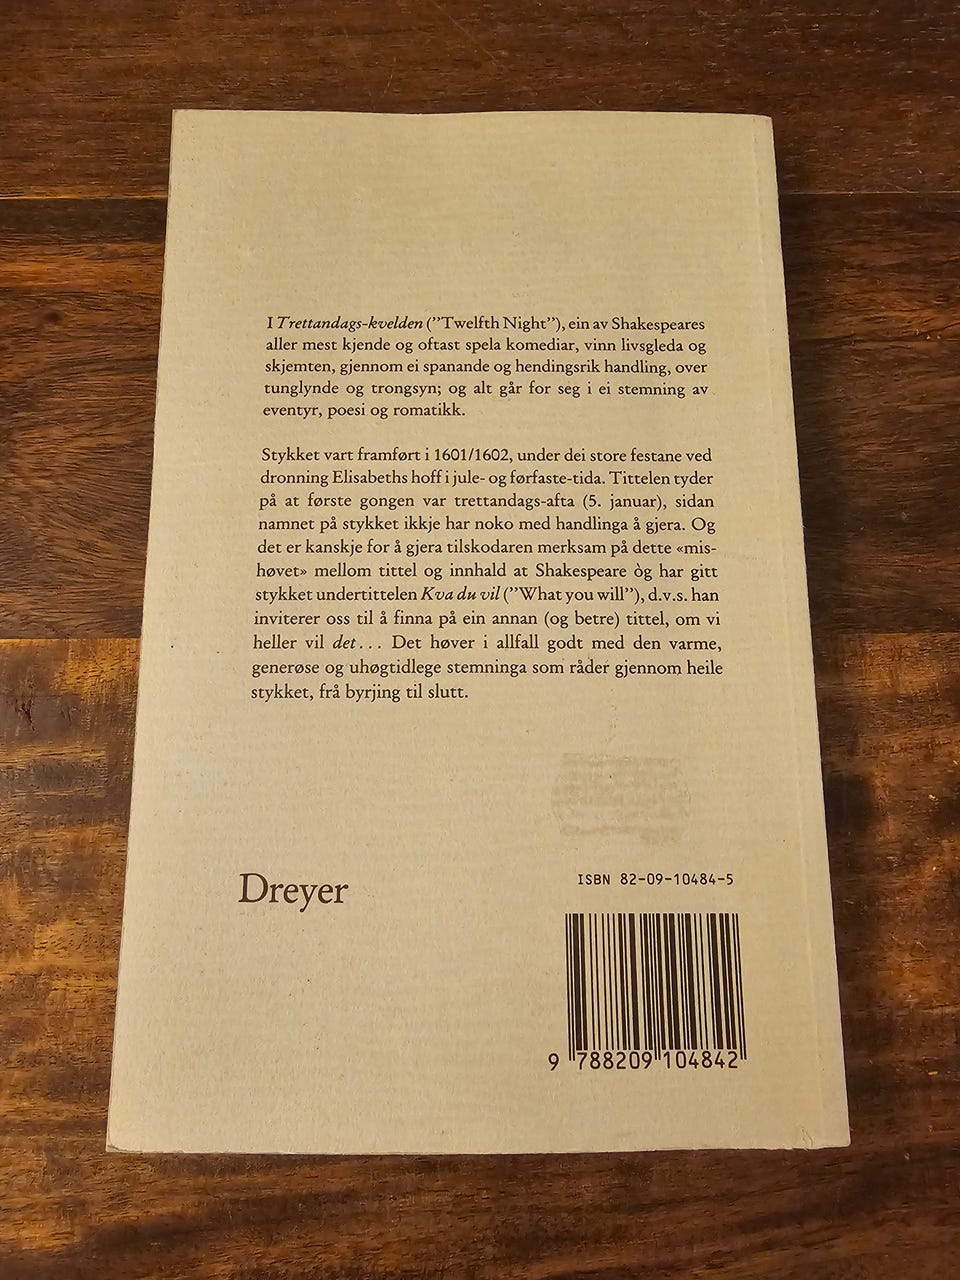 I Trettandags-kvelden (”Twelfth Night”), ein av Shakespeares
aller mest kjende og oftast spela komediar, vinn livsgleda og
skjemten, gjennom ei spanande og hendingsrik handling, over
tunglynde og trongsyn; og alt går for seg i ei stemning av
eventyr, poesi og romatikk.
Stykket vart framført i 1601/1602, under dei store festane ved
dronning Elisabeths hoff i jule- og førfaste-tida. Tittelen tyder
på at første gongen var trettandags-afta (5. januar), sidan
namnet på stykket ikkje har noko med handlinga å gjera. Og
det er kanskje for å gjera tilskodaren merksam på dette «mis-
høvet» mellom tittel og innhald at Shakespeare òg har gitt
stykket undertittelen Kva du vil (”What you will”), d.v.s. han
inviterer oss til å finna på ein annan (og betre) tittel, om vi
heller vil det... Det høver i allfall godt med den varme,
generøse og uhøgtidlege stemninga som råder gjennom heile
stykket, frå byrjing til slutt.
Dreyer
ISBN 82-09-10484-5
9 788209 104842